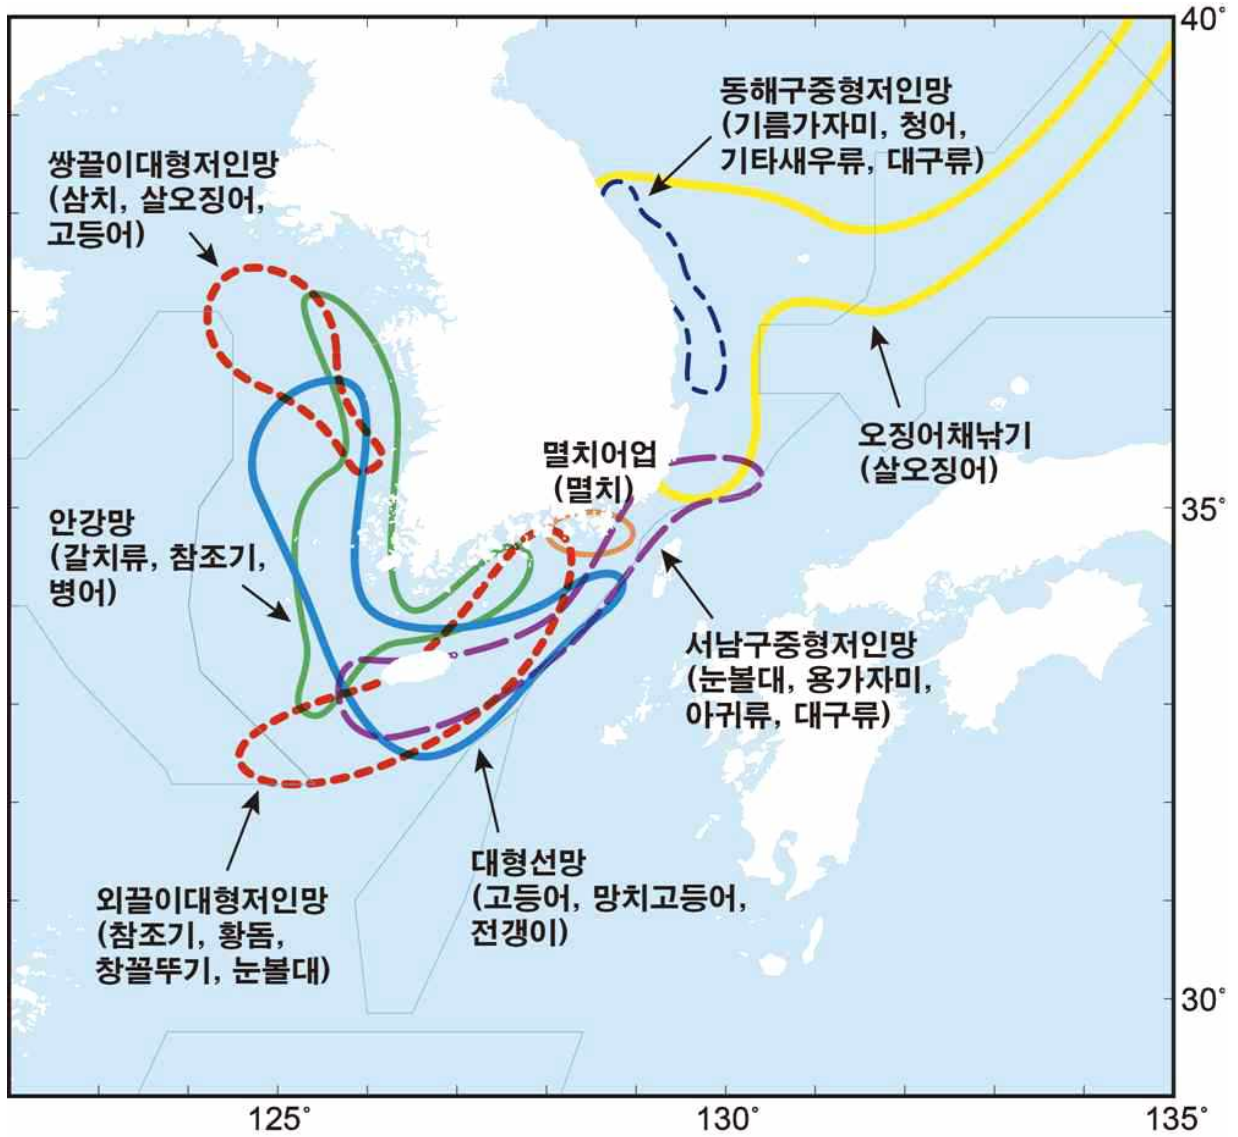 40°
동해구중형저인망
(기름가자미, 청어,
기타새우류, 대구류)
쌍끌이대형저인망
(삼치, 살오징어,
고등어)
오징어채낚기
(살오징어)
멸치어업
(멸치)
35°
안강망
(갈치류, 참조기,
병어)
서남구중형저인망
(눈볼대, 용가자미,
아귀류, 대구류)
대형선망
(고등어, 망치고등어,
전갱이)
외끌이대형저인망
(참조기, 황돔,
창꼴뚜기, 눈볼대)
30°
125°
130°
135°